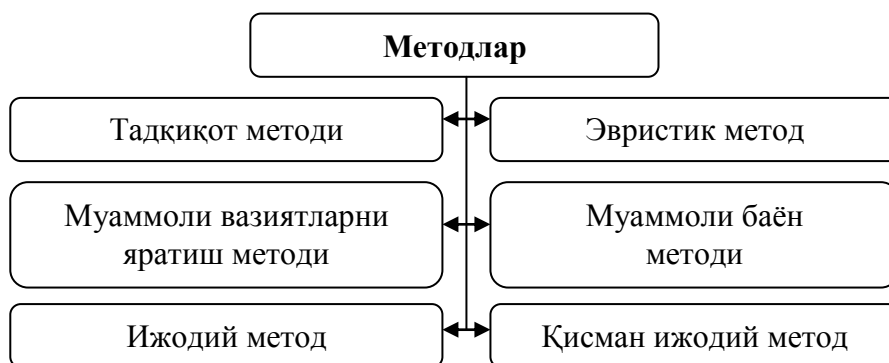 Методлар
Тадқиқот методи
Эвристик метод
Муаммоли вазиятларни
яратиш методи
Муаммоли баён
методи
Ижодий метод
Қисман ижодий метод